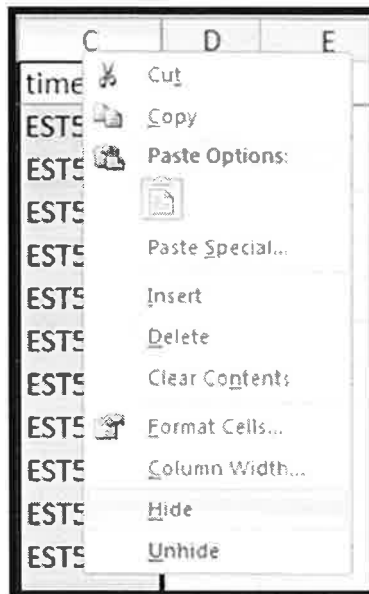 C D E
time Cut
EST5 Copy
EST5 Paste Options:
EST5
EST5 Paste Special...
EST5 Insert
EST5 Delete
EST5 Clear Contents
EST5 Format Cells...
EST5 Column Width...
EST5 Hide
EST5 Unhide